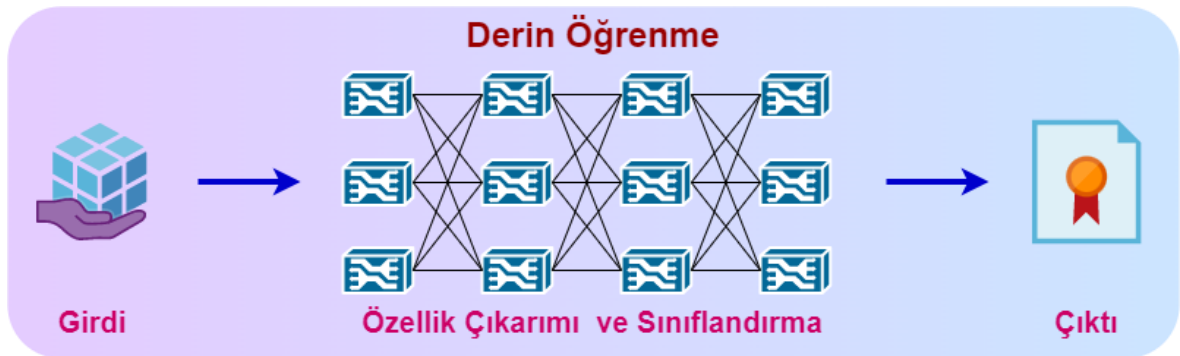 Derin Öğrenme
Girdi
Özellik Çıkarımı ve Sınıflandırma
Çıktı